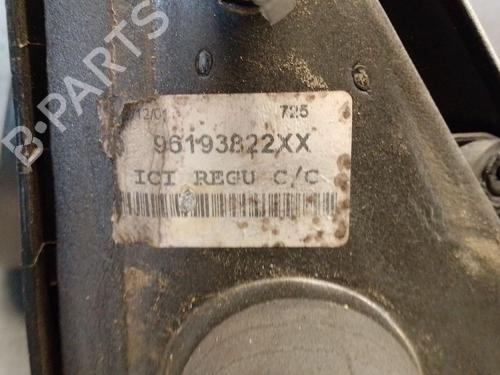 B-PARTS
12/01 725
96193822XX
ICI REGU C/C